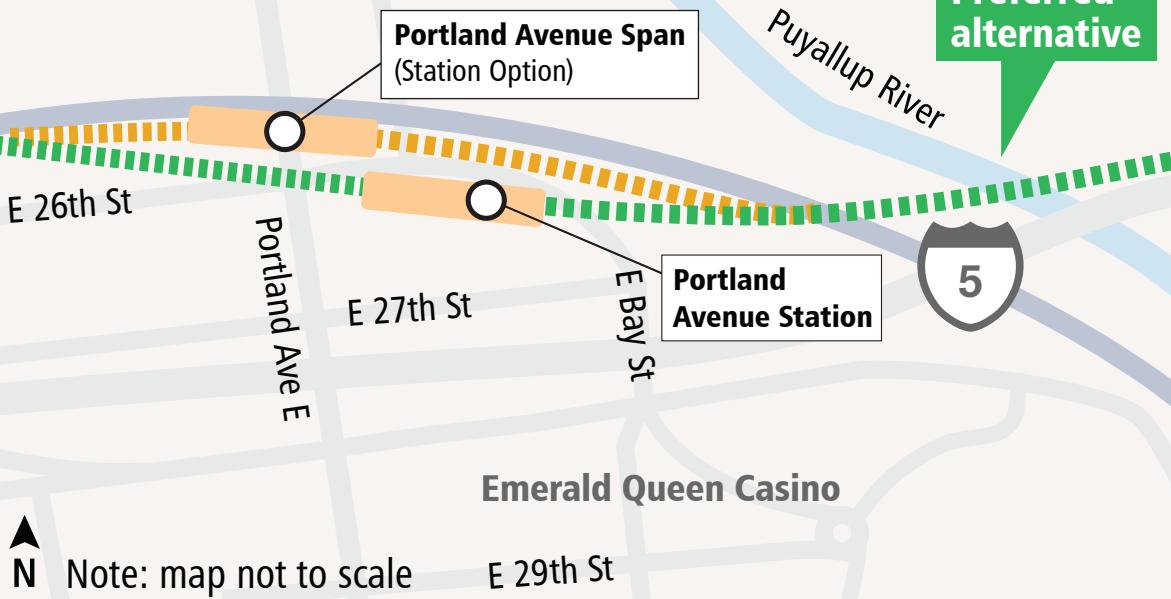 Preferred
alternative
Portland Avenue Span
(Station Option)
Puyallup River
E 26th St
Portland Ave E
E 27th St
E Bay St
Portland
Avenue Station
5
Emerald Queen Casino
N
Note: map not to scale
E 29th St